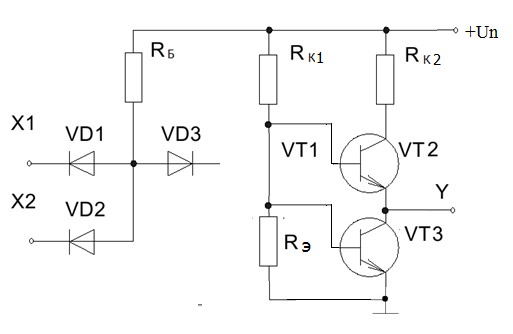 +Un
RБ
RК1
RК2
X1
VD1
VD3
VT1
VT2
X2
VD2
Y
RЭ
VT3